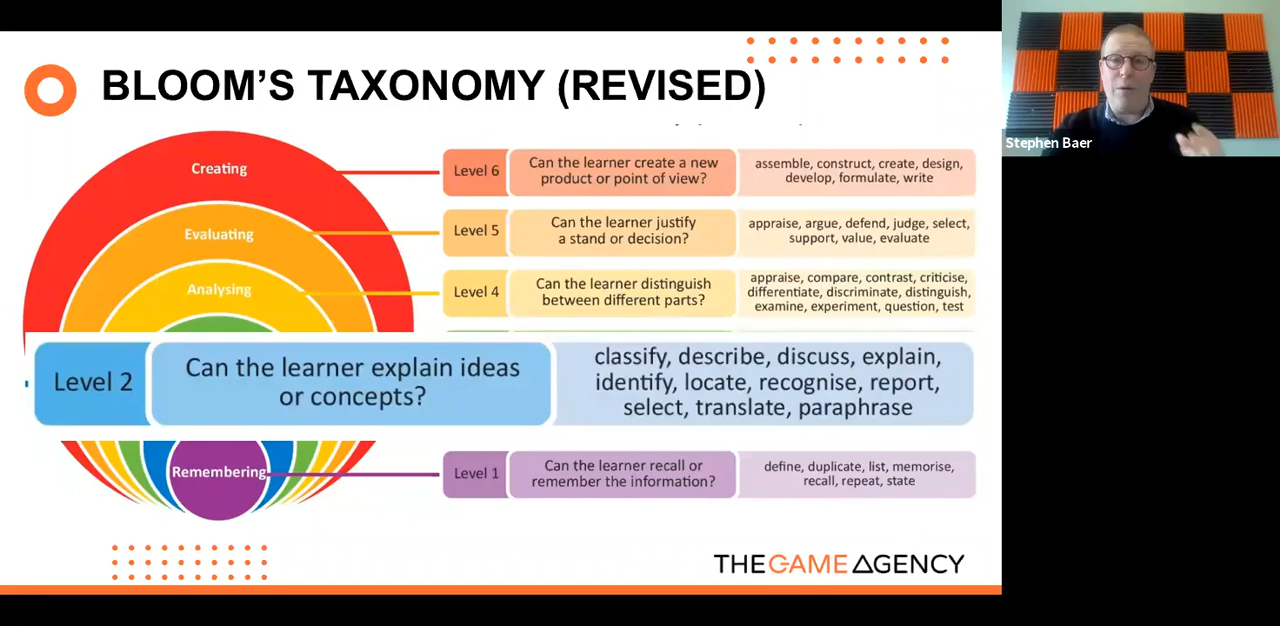 BLOOM'S TAXONOMY (REVISED)
Stephen Baer
Creating
Level 6
Can the learner create a new
product or point of view?
assemble, construct, create, design,
develop, formulate, write
Evaluating
Level 5
Can the learner justify
a stand or decision?
appraise, argue, defend, judge, select,
support, value, evaluate
Analysing
Level 4
Can the learner distinguish
between different parts?
appraise, compare, contrast, criticise,
differentiate, discriminate, distinguish,
examine, experiment, question, test
Level 2
Can the learner explain ideas
or concepts?
classify, describe, discuss, explain,
identify, locate, recognise, report,
select, translate, paraphrase
Remembering
Level 1
Can the learner recall or
remember the information?
define, duplicate, list, memorise,
recall, repeat, state
THE GAME AGENCY